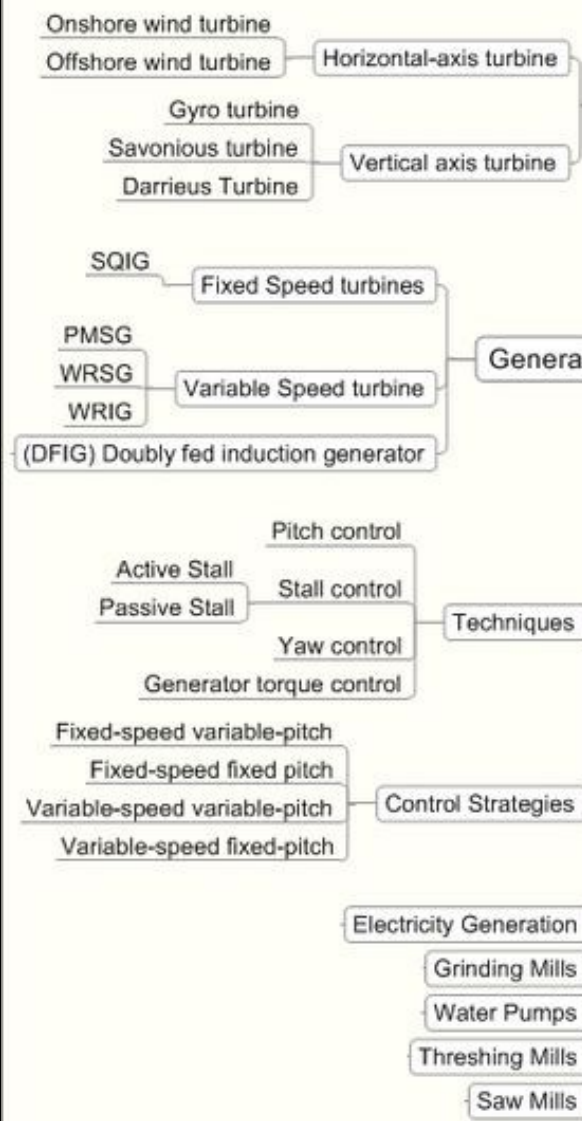 Onshore wind turbine
Offshore wind turbine
Horizontal-axis turbine
Gyro turbine
Savonious turbine
Darrieus Turbine
Vertical axis turbine
SQIG
Fixed Speed turbines
PMSG
WRSG
WRIG
Variable Speed turbine
(DFIG) Doubly fed induction generator
Genera
Pitch control
Active Stall
Passive Stall
Stall control
Yaw control
Generator torque control
Techniques
Fixed-speed variable-pitch
Fixed-speed fixed pitch
Variable-speed variable-pitch
Variable-speed fixed-pitch
Control Strategies
Electricity Generation
Grinding Mills
Water Pumps
Threshing Mills
Saw Mills